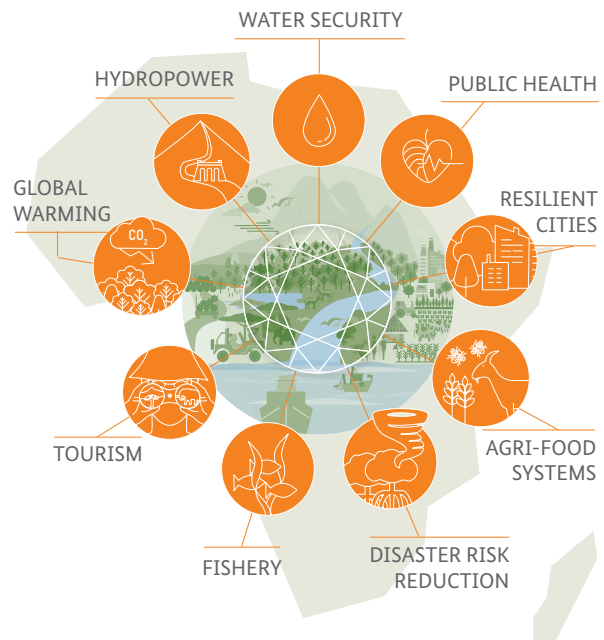 WATER SECURITY
HYDROPOWER
PUBLIC HEALTH
GLOBAL
WARMING
RESILIENT
CITIES
CO2
TOURISM
AGRI-FOOD
SYSTEMS
FISHERY
DISASTER RISK
REDUCTION